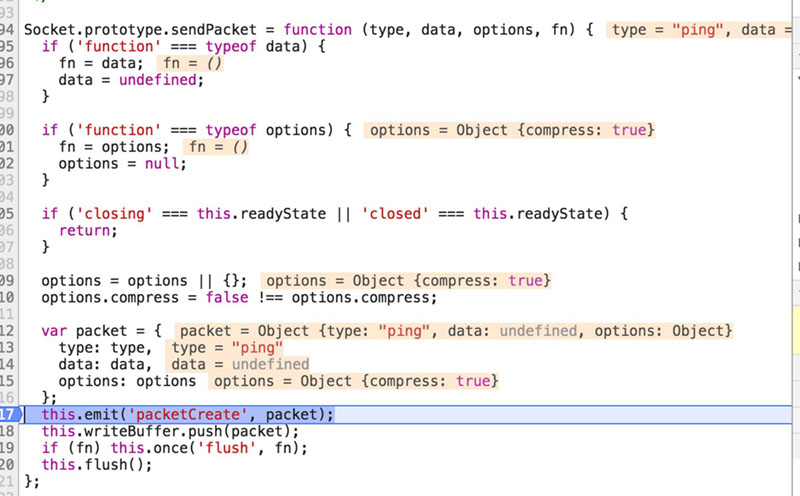 93
94 Socket.prototype.sendPacket = function (type, data, options, fn) { type = "ping", data =
95 if ('function' === typeof data) {
96 fn = data; fn = ()
97 data = undefined;
98 }
99
00 if ('function' === typeof options) { options = Object {compress: true}
01 fn = options; fn = ()
02 options = null;
03 }
04
05 if ('closing' === this.readyState || 'closed' === this.readyState) {
06 return;
07 }
08
09 options = options || {}; options = Object {compress: true}
10 options.compress = false !== options.compress;
11
12 var packet = { packet = Object {type: "ping", data: undefined, options: Object}
13 type: type, type = "ping"
14 data: data, data = undefined
15 options: options options = Object {compress: true}
16 };
17 this.emit('packetCreate', packet);
18 this.writeBuffer.push(packet);
19 if (fn) this.once('flush', fn);
20 this.flush();
21 };